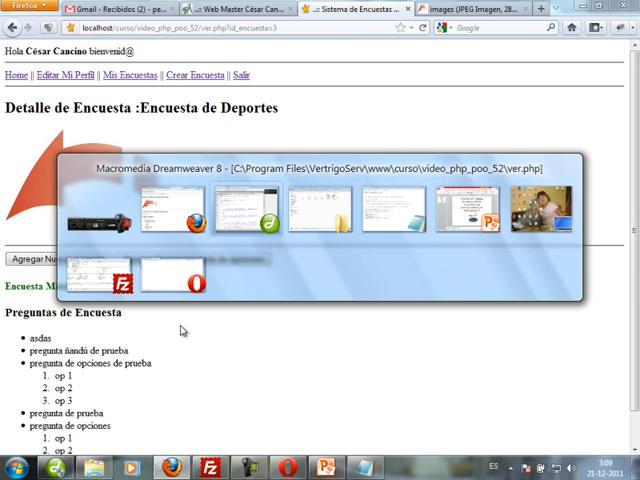 Firefox
Gmail - Recibidos (2) - pe...
..:: Web Master César Can...
..: Sistema de Encuestas ...
images (JPEG Imagen, 28...
localhost/curso/video_php_poo_52/ver.php?id_encuesta=3
Google
Hola César Cancino bienvenid@
Home || Editar Mi Perfil || Mis Encuestas || Crear Encuesta || Salir
Detalle de Encuesta :Encuesta de Deportes
Macromedia Dreamweaver 8 - [C:\Program Files\VertrigoServ\www\curso\video_php_poo_52\ver.php]
Agregar Nu
Encuesta M
Preguntas de Encuesta
asdas
pregunta ñandú de prueba
pregunta de opciones de prueba
1. op 1
2. op 2
3. op 3
pregunta de prueba
pregunta de opciones
1. op 1
2. op 2
ES
3:09
21-12-2011